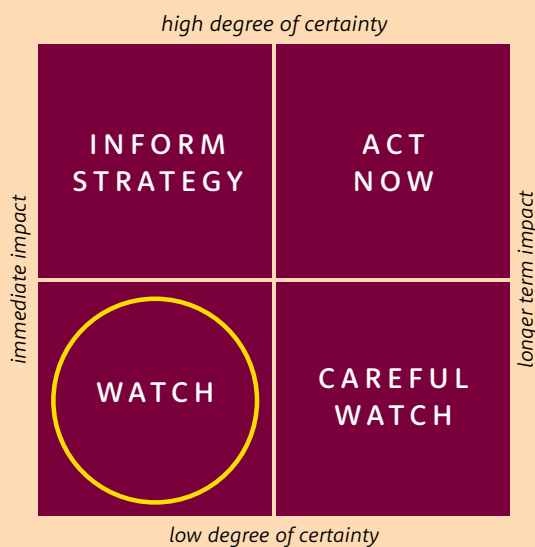 high degree of certainty
INFORM
STRATEGY
ACT
NOW
immediate impact
longer term impact
WATCH
CAREFUL
WATCH
low degree of certainty